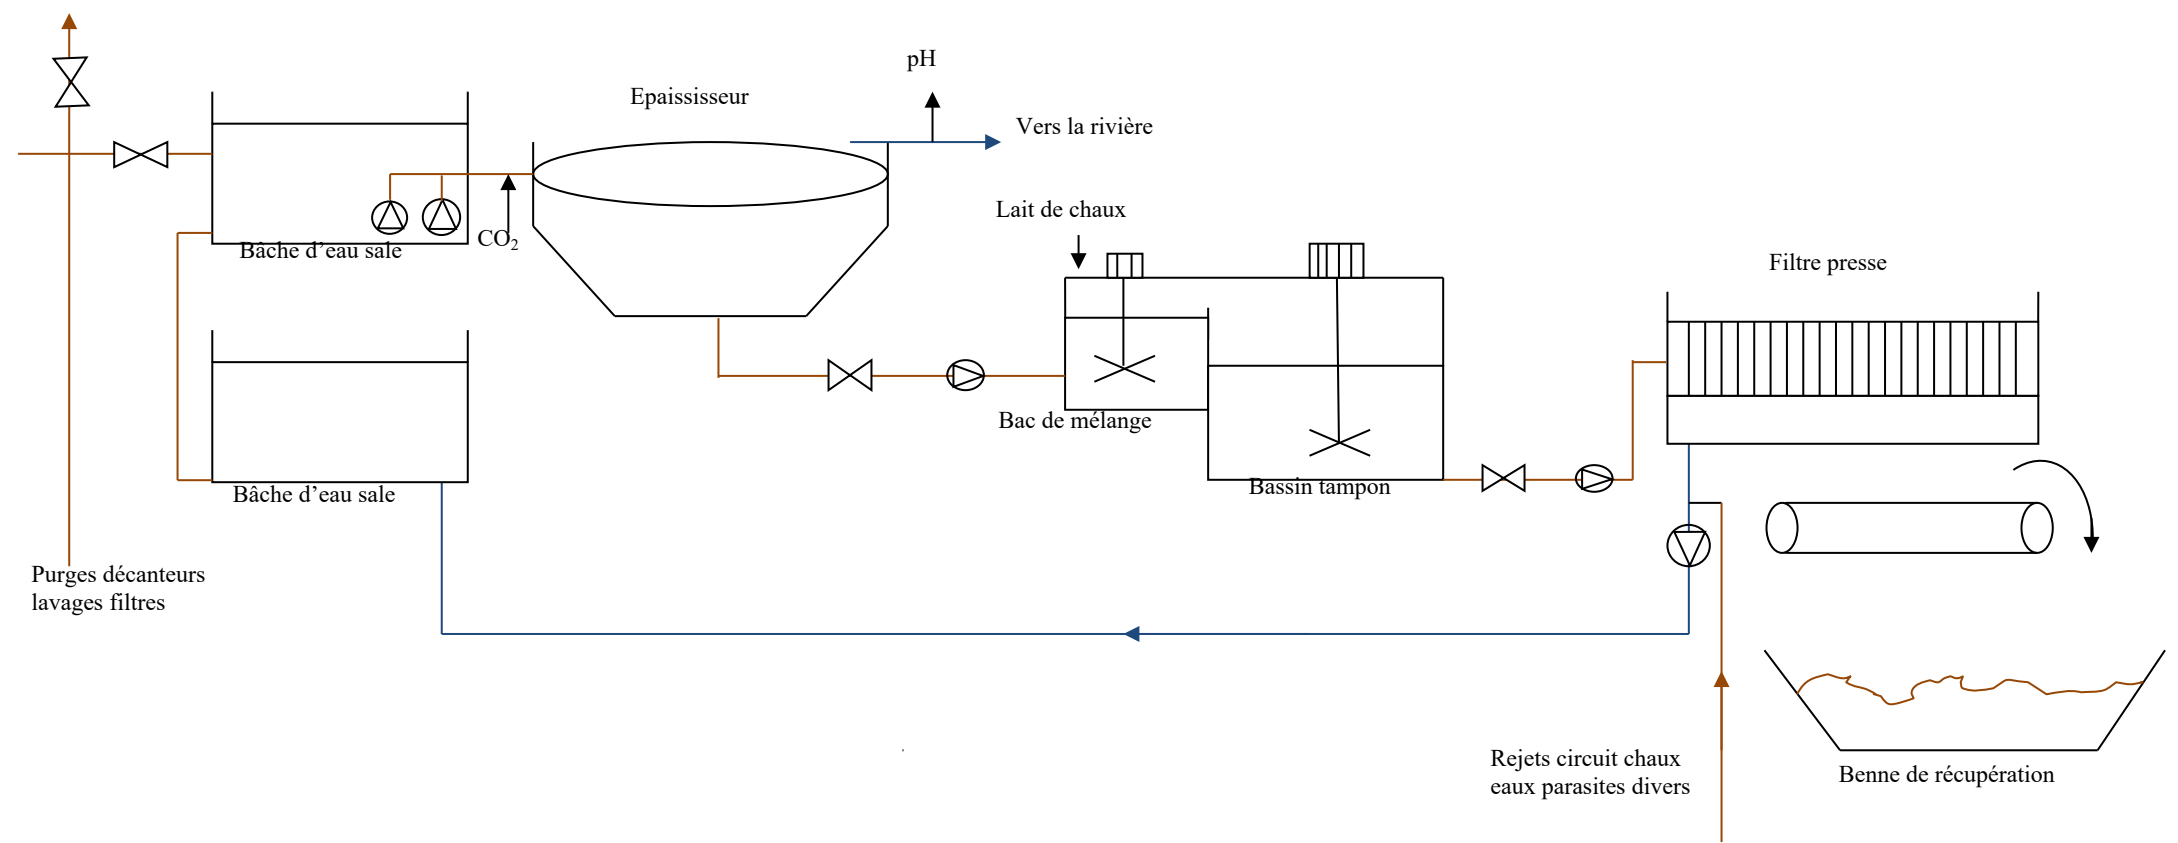 pH
Epaississeur
Vers la rivière
Lait de chaux
CO₂
Bâche d’eau sale
Filtre presse
Bac de mélange
Bâche d’eau sale
Bassin tampon
Purges décanteurs
lavages filtres
Rejets circuit chaux
eaux parasites divers
Benne de récupération